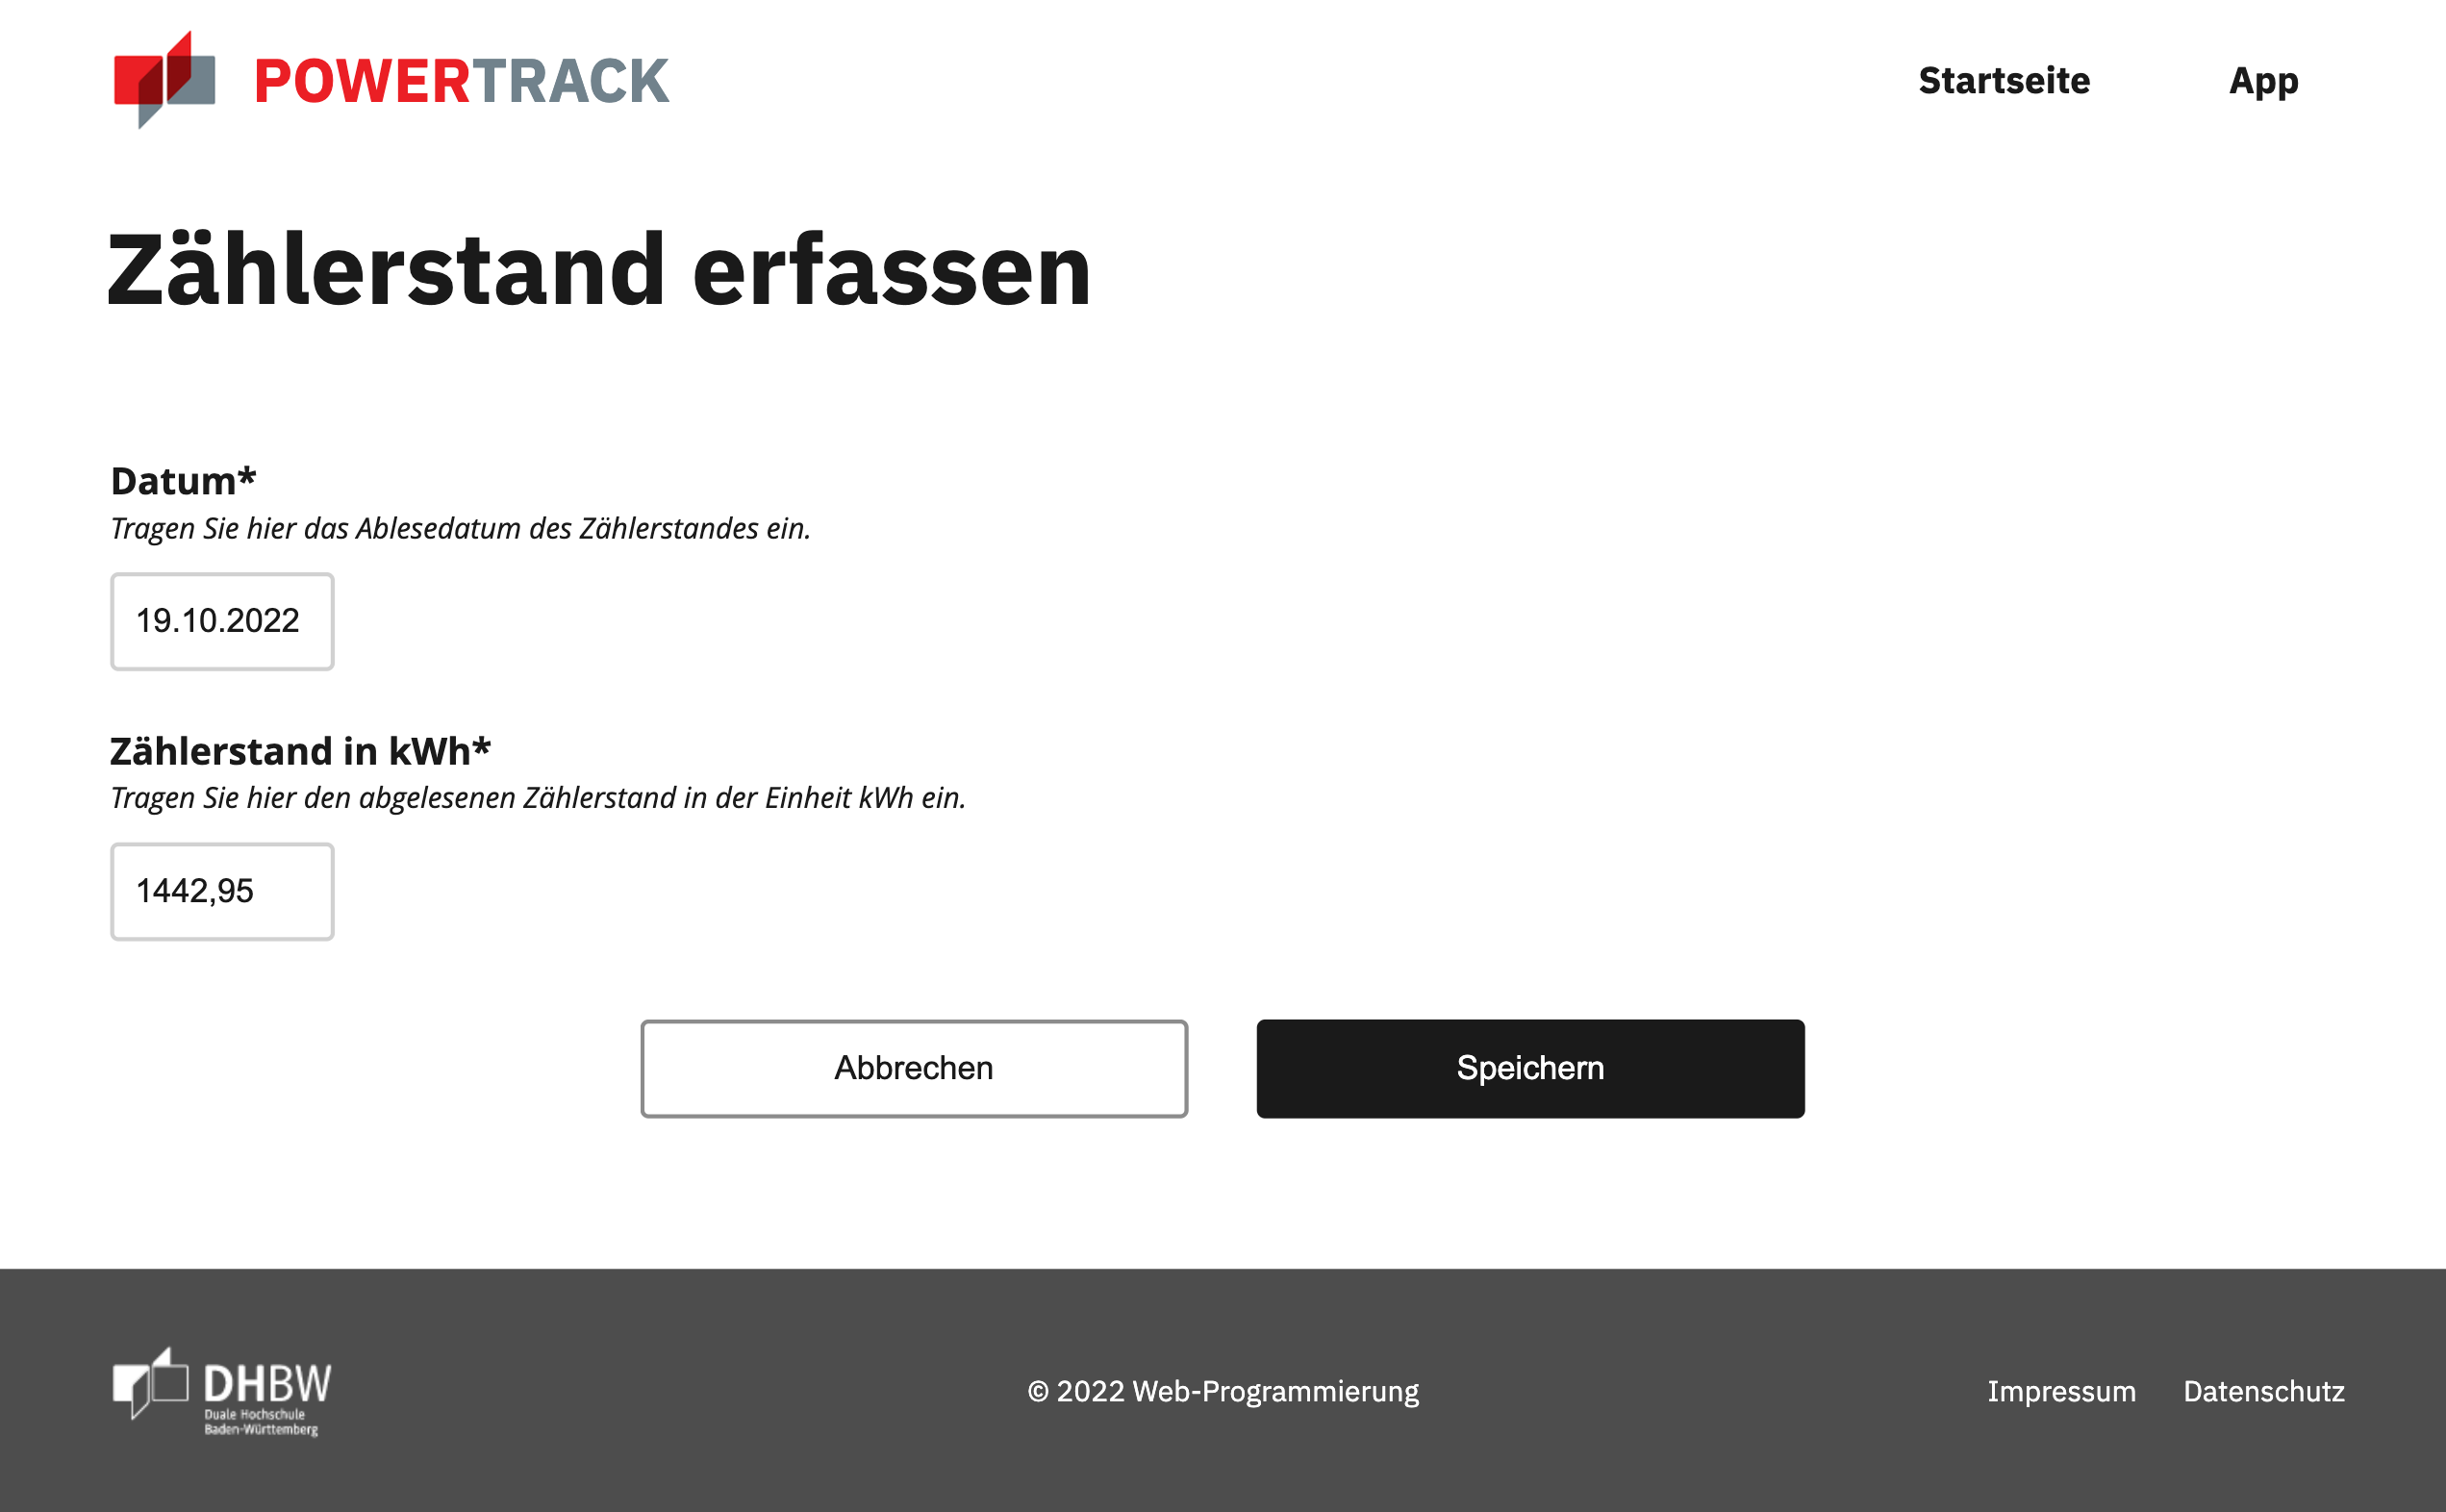 POWERTRACK
Startseite
App
Zählerstand erfassen
Datum*
Tragen Sie hier das Ablesedatum des Zählerstandes ein.
19.10.2022
Zählerstand in kWh*
Tragen Sie hier den abgelesenen Zählerstand in der Einheit kWh ein.
1442,95
Abbrechen
Speichern
DHBW
Duale Hochschule
Baden-Württemberg
© 2022 Web-Programmierung
Impressum
Datenschutz